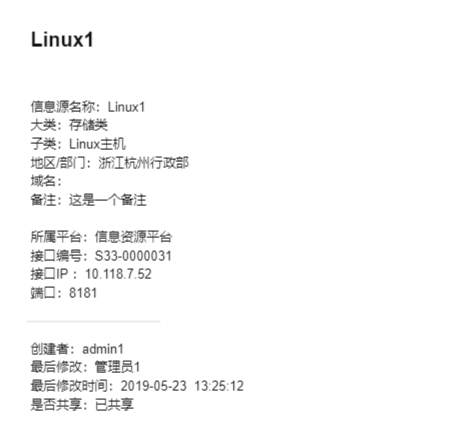 Linux1
信息源名称：Linux1
大类：存储类
子类：Linux主机
地区/部门：浙江杭州行政部
域名：
备注：这是一个备注
所属平台：信息资源平台
接口编号：S33-0000031
接口IP ：10.118.7.52
端口：8181
创建者：admin1
最后修改：管理员1
最后修改时间：2019-05-23  13:25:12
是否共享：已共享